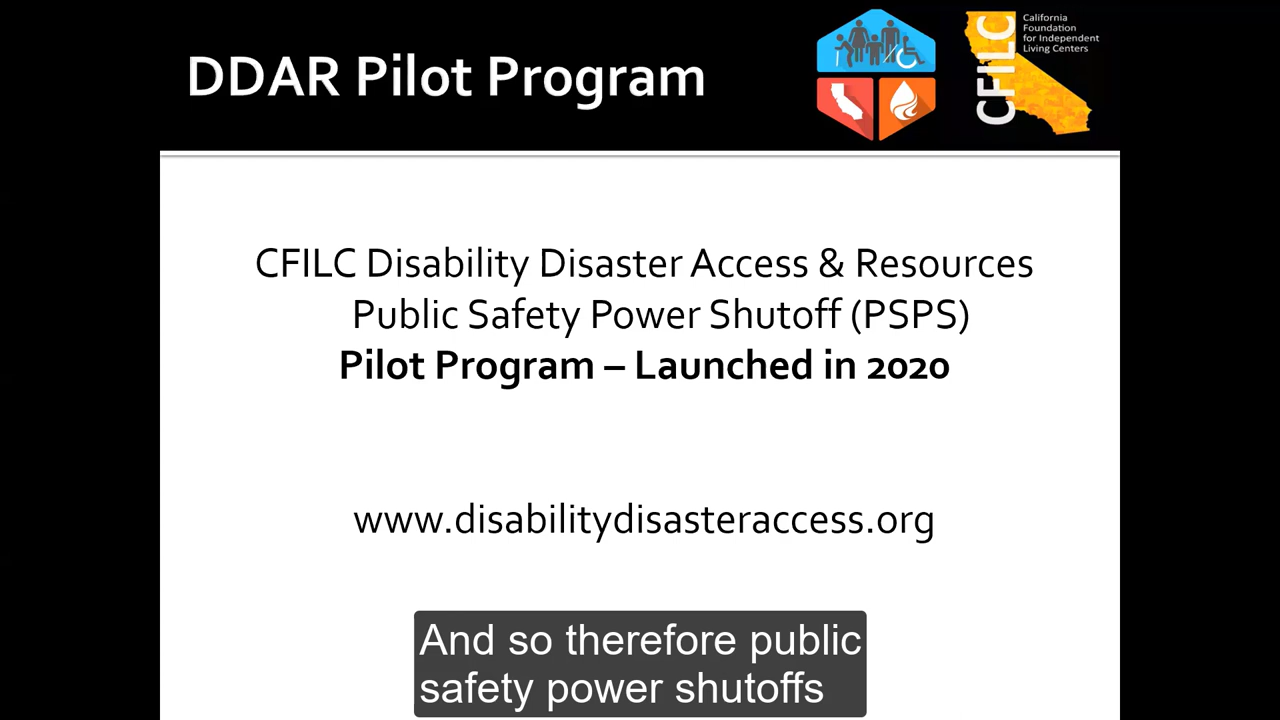 DDAR Pilot Program
CFILC
California
Foundation
for Independent
Living Centers
CFILC Disability Disaster Access & Resources
Public Safety Power Shutoff (PSPS)
Pilot Program – Launched in 2020
www.disabilitydisasteraccess.org
And so therefore public
safety power shutoffs